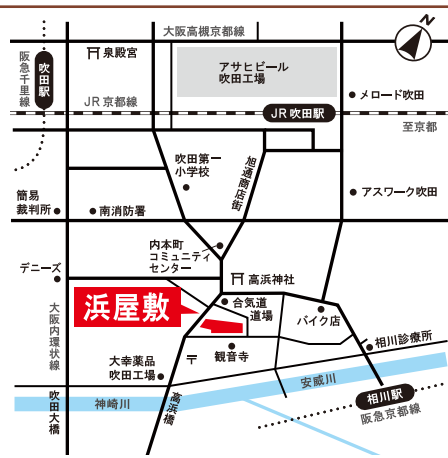 大阪高槻京都線
N
泉殿宮
阪急千里線
吹田駅
アサヒビール
吹田工場
メロード吹田
JR京都線
JR吹田駅
至京都
吹田第一
小学校
旭通商店街
アスワーク吹田
簡易
裁判所
南消防署
内本町
コミュニティ
センター
デニーズ
高浜神社
浜屋敷
合気道
道場
バイク店
大阪内環状線
相川診療所
観音寺
〒
大幸薬品
吹田工場
安威川
相川駅
吹田大橋
神崎川
高浜橋
阪急京都線